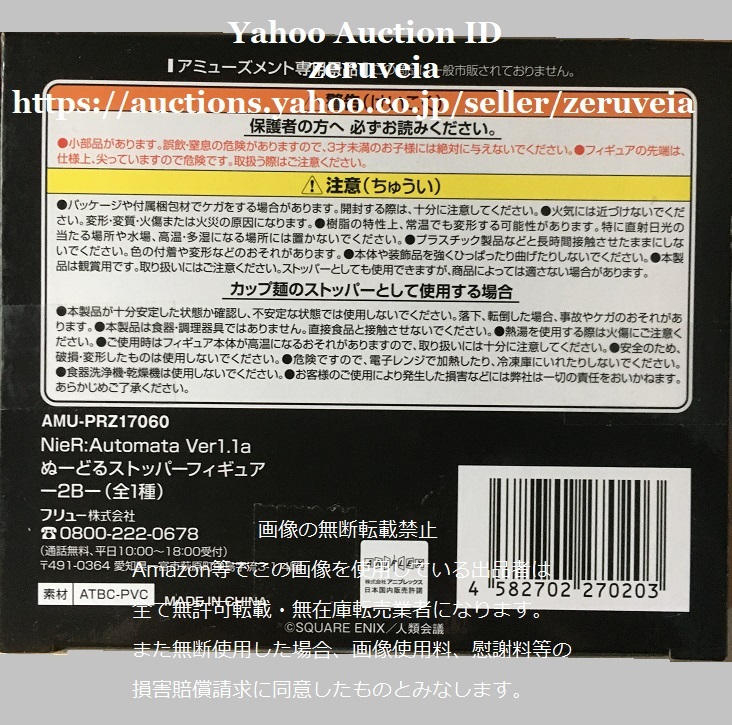 Yahoo Auction ID
アミューズメント専用景品 一般市販されておりません。
zeruveia
警告(けいこく)
https://auctions.yahoo.co.jp/seller/zeruveia
保護者の方へ 必ずお読みください。
●小部品があります。誤飲・窒息の危険がありますので、3才未満のお子様には絶対に与えないでください。●フィギュアの先端は、
仕様上、尖っていますので危険です。取扱う際はご注意ください。
⚠注意(ちゅうい)
●パッケージや付属梱包材でケガをする場合があります。開封する際は、十分に注意してください。●火気には近づけないでくだ
さい。変形・変質・火傷または火災の原因になります。●樹脂の特性上、常温でも変形する可能性があります。特に直射日光の
当たる場所や水場、高温・多湿になる場所には置かないでください。●プラスチック製品などと長時間接触させたままにしな
いでください。色の付着や変形などのおそれがあります。●本体や装飾品を強くひっぱったり曲げたりしないでください。●本製
品は観賞用です。取り扱いにはご注意ください。ストッパーとしても使用できますが、商品によっては適さない場合があります。
カップ麺のストッパーとして使用する場合
●本製品が十分安定した状態か確認し、不安定な状態では使用しないでください。落下、転倒した場合、事故やケガのおそれがあ
ります。●本製品は食器・調理器具ではありません。直接食品と接触させないでください。●熱湯を使用する際は火傷にご注意く
ださい。●ご使用時はフィギュア本体が高温になるおそれがありますので、取り扱いには十分に注意してください。●安全のため、
破損・変形したものは使用しないでください。●危険ですので、電子レンジで加熱したり、冷凍庫にいれたりしないでください。
●食器洗浄機・乾燥機は使用しないでください。●お客様のご使用により発生した損害などには弊社は一切の責任をおいかねます。
あらかじめご了承ください。
AMU-PRZ17060
NieR:Automata Ver1.1a
ぬーどるストッパーフィギュア
ー2Bー(全1種)
フリュー株式会社
☎0800-222-0678
(通話無料、平日10:00〜18:00受付)
〒491-0364 愛知県一宮市萩原町
画像の無断転載禁止
Amazon等でこの画像を使用している出品者は
株式会社 アニプレックス
日本国内販売許諾
4 582702 270203
素材 ATBC-PVC MADE IN CHINA
全て無許可転載・無在庫転売業者になります。
©SQUARE ENIX/人類会議
また無断使用した場合、画像使用料、慰謝料等の
損害賠償請求に同意したものとみなします。